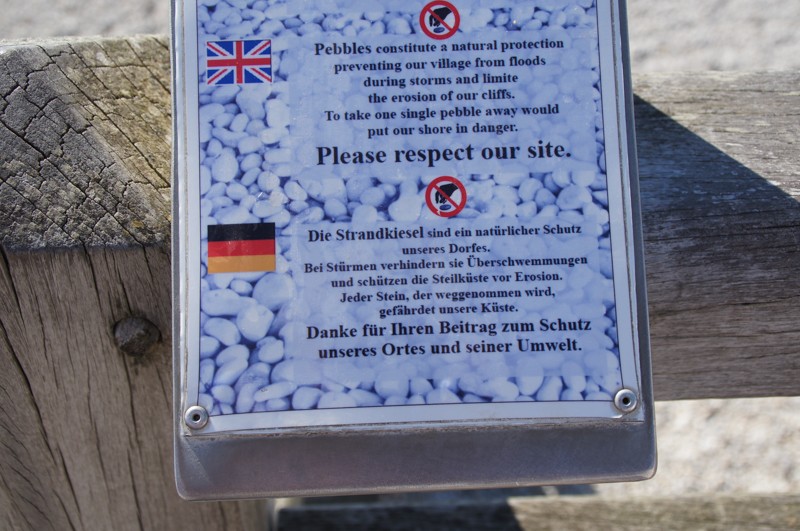 Pebbles constitute a natural protection
preventing our village from floods
during storms and limite
the erosion of our cliffs.
To take one single pebble away would
put our shore in danger.
Please respect our site.
Die Strandkiesel sind ein natürlicher Schutz
unseres Dorfes.
Bei Stürmen verhindern sie Überschwemmungen
und schützen die Steilküste vor Erosion.
Jeder Stein, der weggenommen wird,
gefährdet unsere Küste.
Danke für Ihren Beitrag zum Schutz
unseres Ortes und seiner Umwelt.